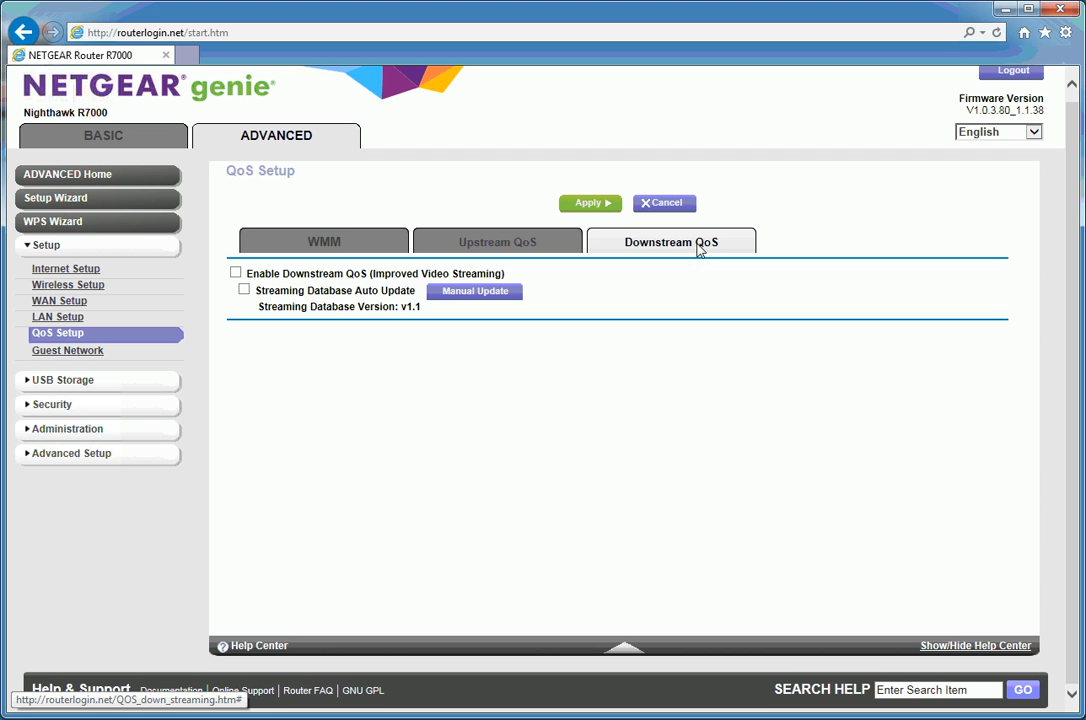 http://routerlogin.net/start.htm
NETGEAR Router R7000
NETGEAR® genie®
Logout
Nighthawk R7000
Firmware Version
V1.0.3.80_1.1.38
BASIC
ADVANCED
English
ADVANCED Home
Setup Wizard
WPS Wizard
Setup
Internet Setup
Wireless Setup
WAN Setup
LAN Setup
QoS Setup
Guest Network
USB Storage
Security
Administration
Advanced Setup
QoS Setup
Apply
Cancel
WMM
Upstream QoS
Downstream QoS
Enable Downstream QoS (Improved Video Streaming)
Streaming Database Auto Update
Manual Update
Streaming Database Version: v1.1
Help Center
Show/Hide Help Center
Help & Support Documentation | Online Support | Router FAQ | GNU GPL
SEARCH HELP Enter Search Item GO
http://routerlogin.net/QOS_down_streaming.htm#